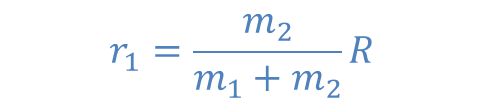 r₁ = m₂ / (m₁ + m₂) R